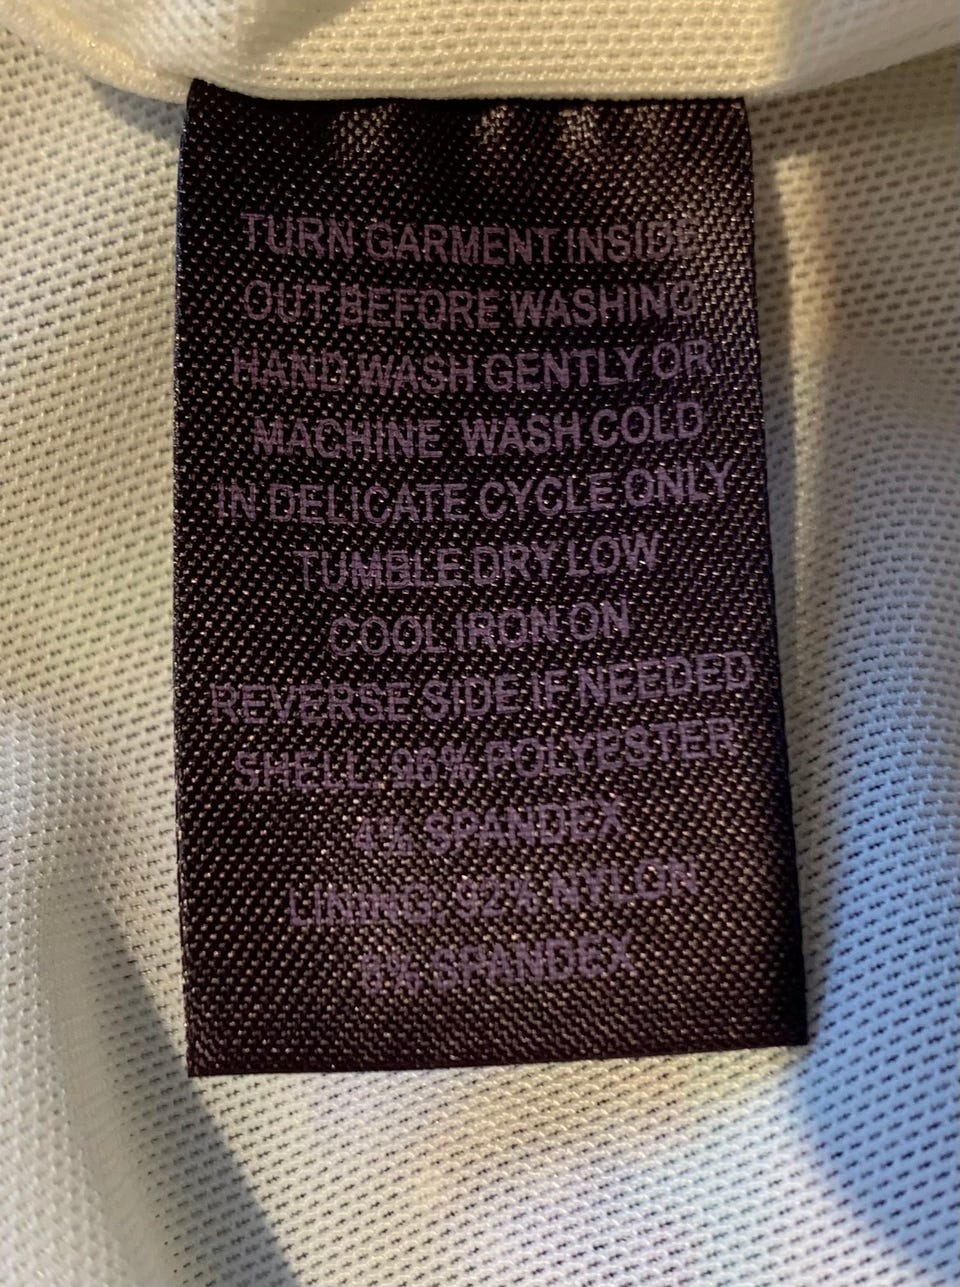 TURN GARMENT INSIDE
OUT BEFORE WASHING
HAND WASH GENTLY OR
MACHINE WASH COLD
IN DELICATE CYCLE ONLY
TUMBLE DRY LOW
COOL IRON ON
REVERSE SIDE IF NEEDED
SHELL: 96% POLYESTER
4% SPANDEX
LINING: 92% NYLON
8% SPANDEX